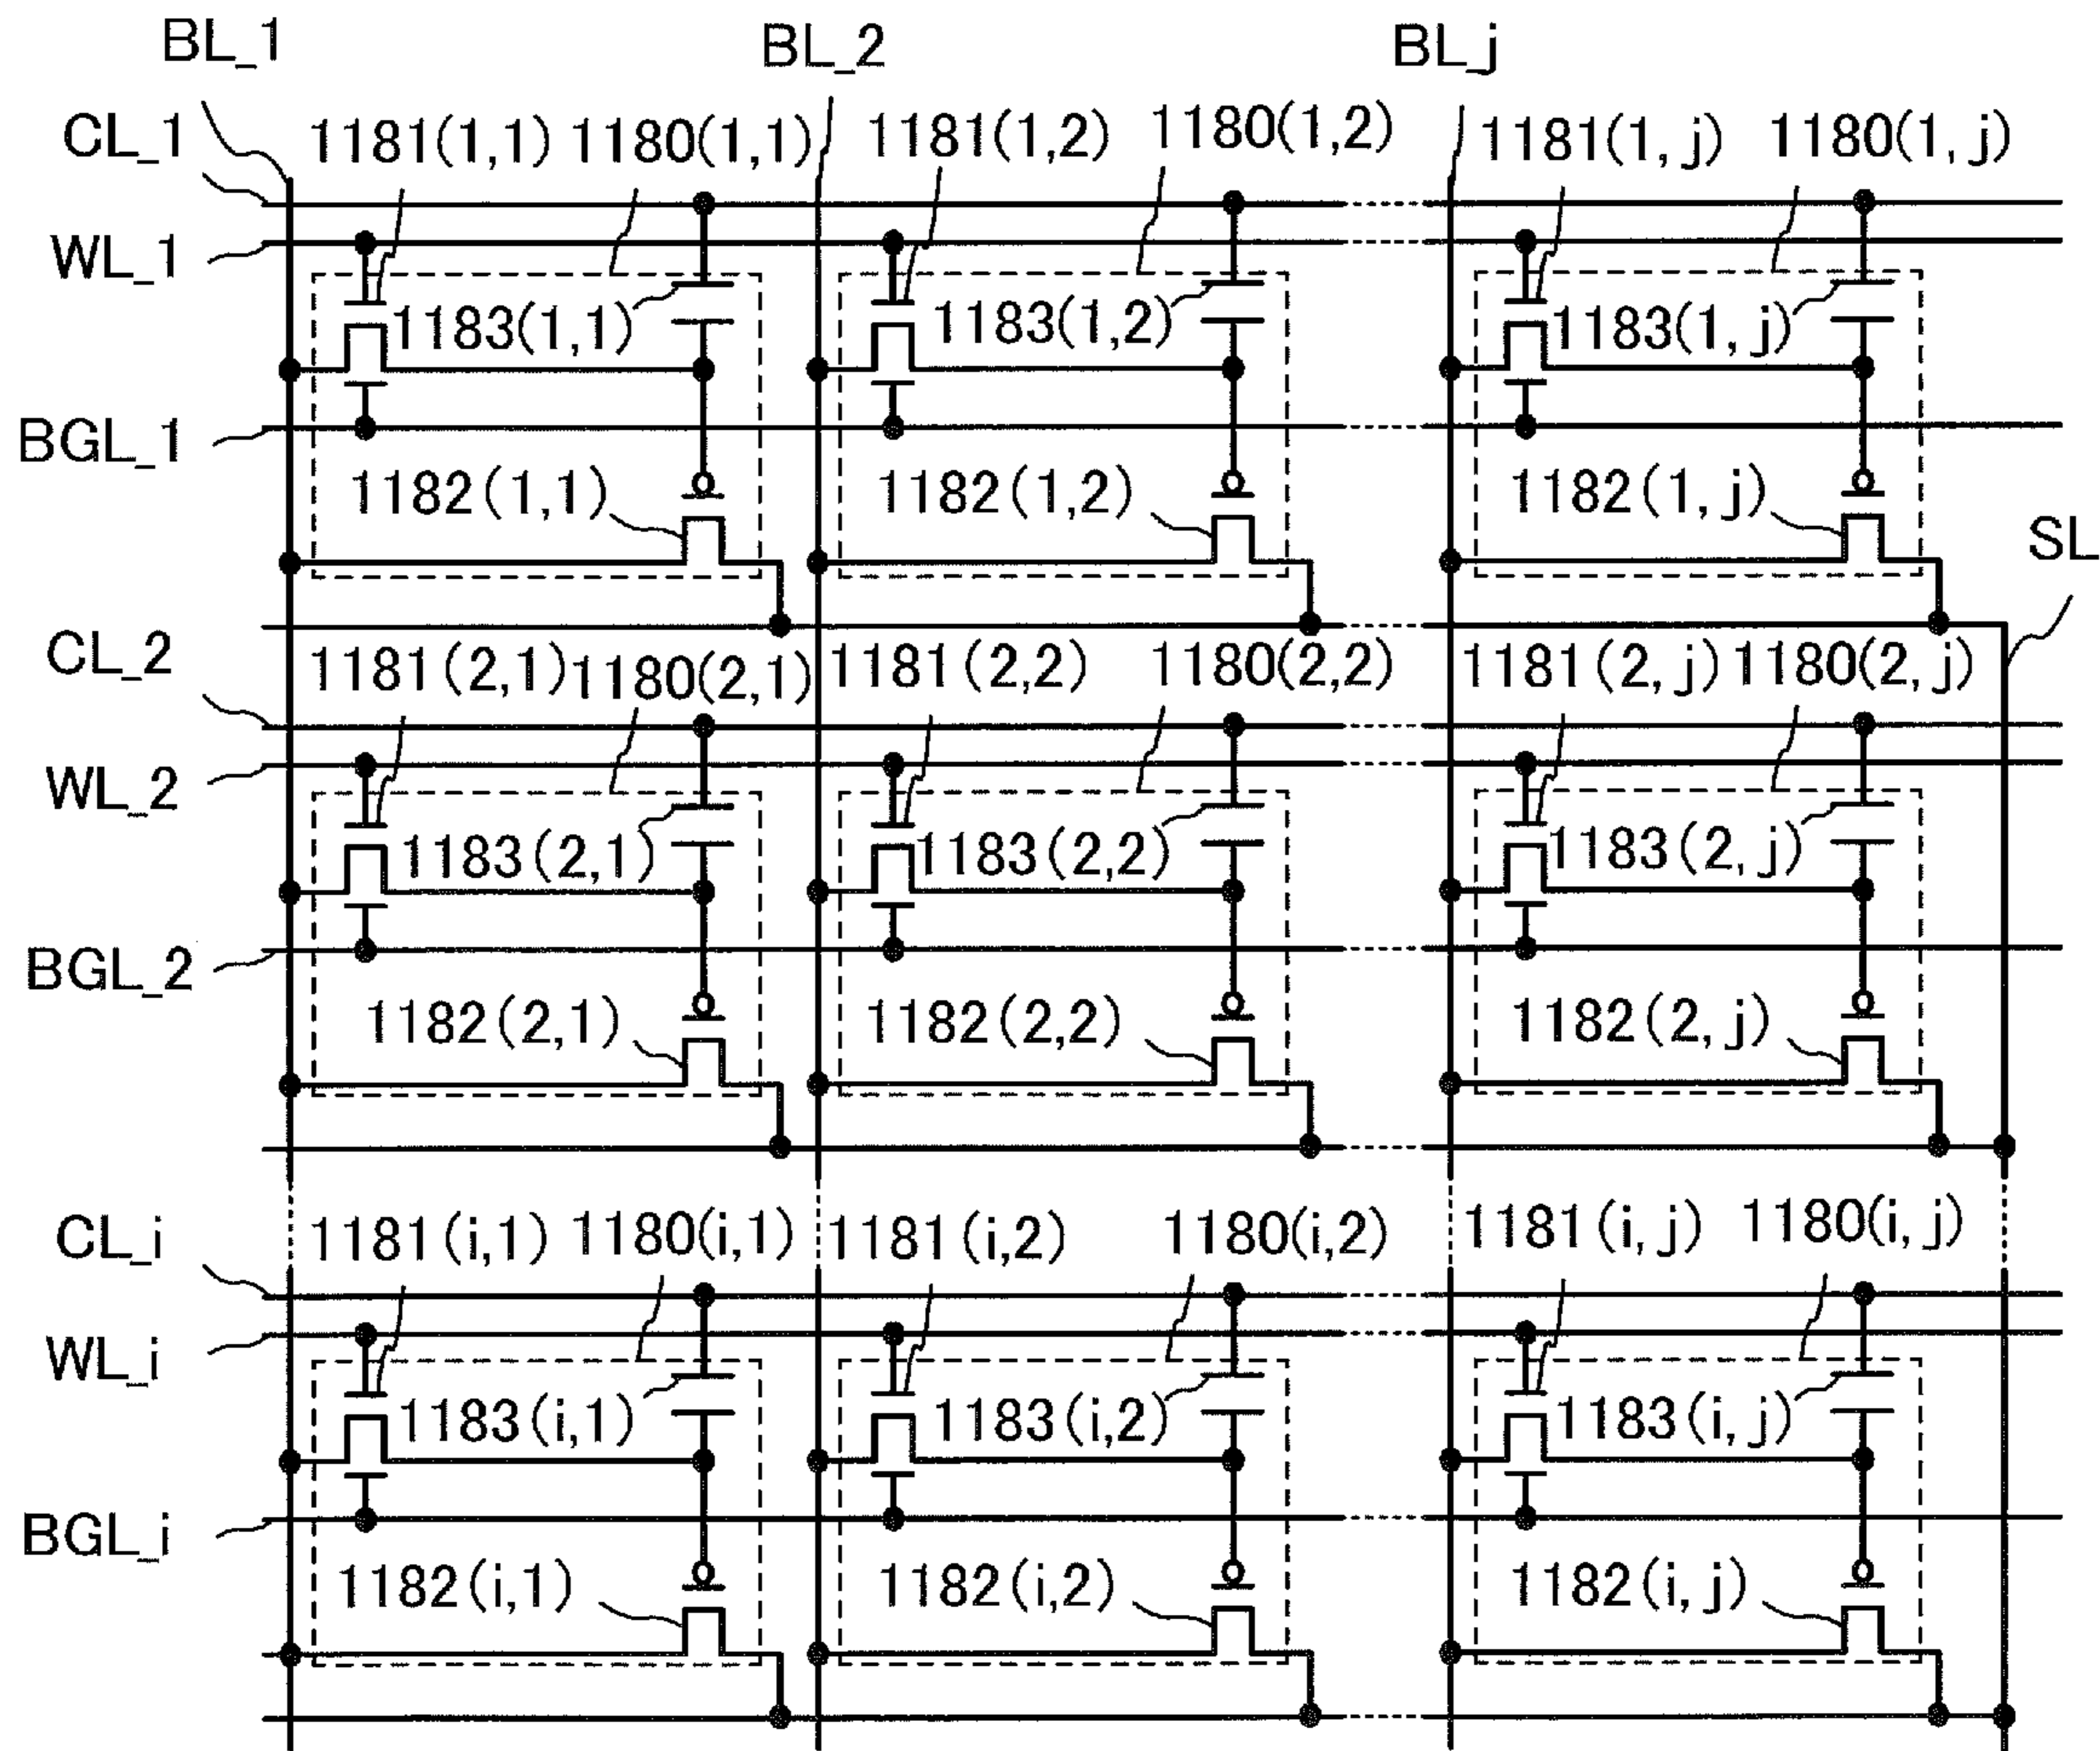 BL_1
BL_2
BL_j
CL_1
1181(1,1)
1180(1,1)
1181(1,2)
1180(1,2)
1181(1,j)
1180(1,j)
WL_1
1183(1,1)
1183(1,2)
1183(1,j)
BGL_1
1182(1,1)
1182(1,2)
1182(1,j)
SL
CL_2
1181(2,1)
1180(2,1)
1181(2,2)
1180(2,2)
1181(2,j)
1180(2,j)
WL_2
1183(2,1)
1183(2,2)
1183(2,j)
BGL_2
1182(2,1)
1182(2,2)
1182(2,j)
CL_i
1181(i,1)
1180(i,1)
1181(i,2)
1180(i,2)
1181(i,j)
1180(i,j)
WL_i
1183(i,1)
1183(i,2)
1183(i,j)
BGL_i
1182(i,1)
1182(i,2)
1182(i,j)